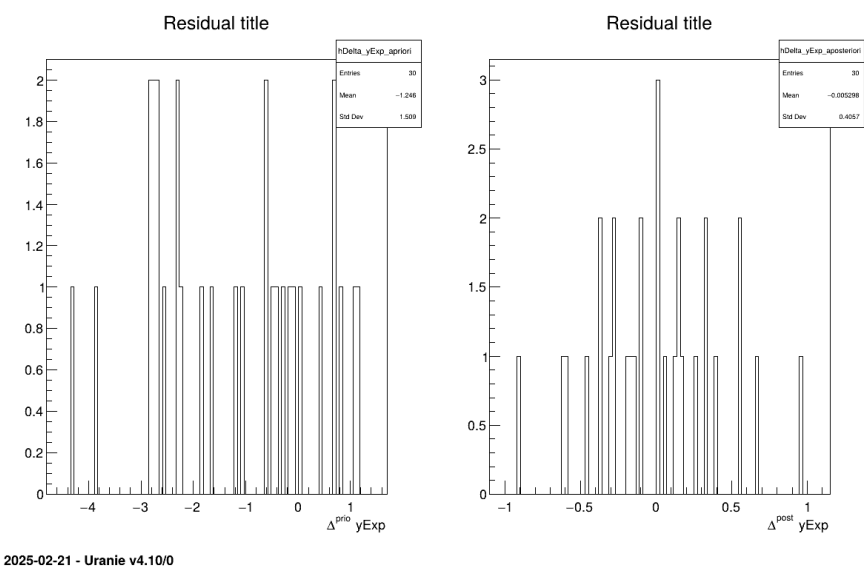 Residual title
hDelta_yExp_apriori
Entries 30
Mean −1.246
Std Dev 1.509
2
1.8
1.6
1.4
1.2
1
0.8
0.6
0.4
0.2
0
−4 −3 −2 −1 0 1
Δprio yExp
Residual title
hDelta_yExp_aposteriori
Entries 30
Mean −0.005298
Std Dev 0.4057
3
2.5
2
1.5
1
0.5
0
−1 −0.5 0 0.5 1
Δpost yExp
2025-02-21 - Uranie v4.10/0